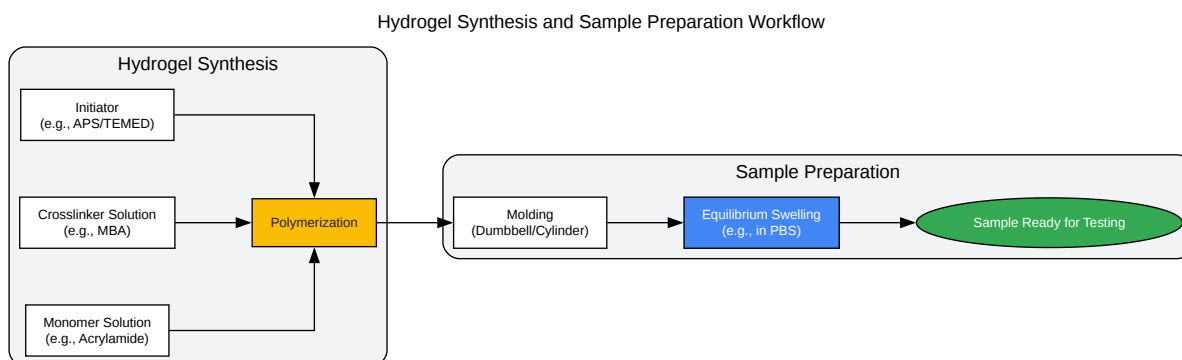 Hydrogel Synthesis and Sample Preparation Workflow
Hydrogel Synthesis
Initiator
(e.g., APS/TEMED)
Crosslinker Solution
(e.g., MBA)
Monomer Solution
(e.g., Acrylamide)
Polymerization
Sample Preparation
Molding
(Dumbbell/Cylinder)
Equilibrium Swelling
(e.g., in PBS)
Sample Ready for Testing